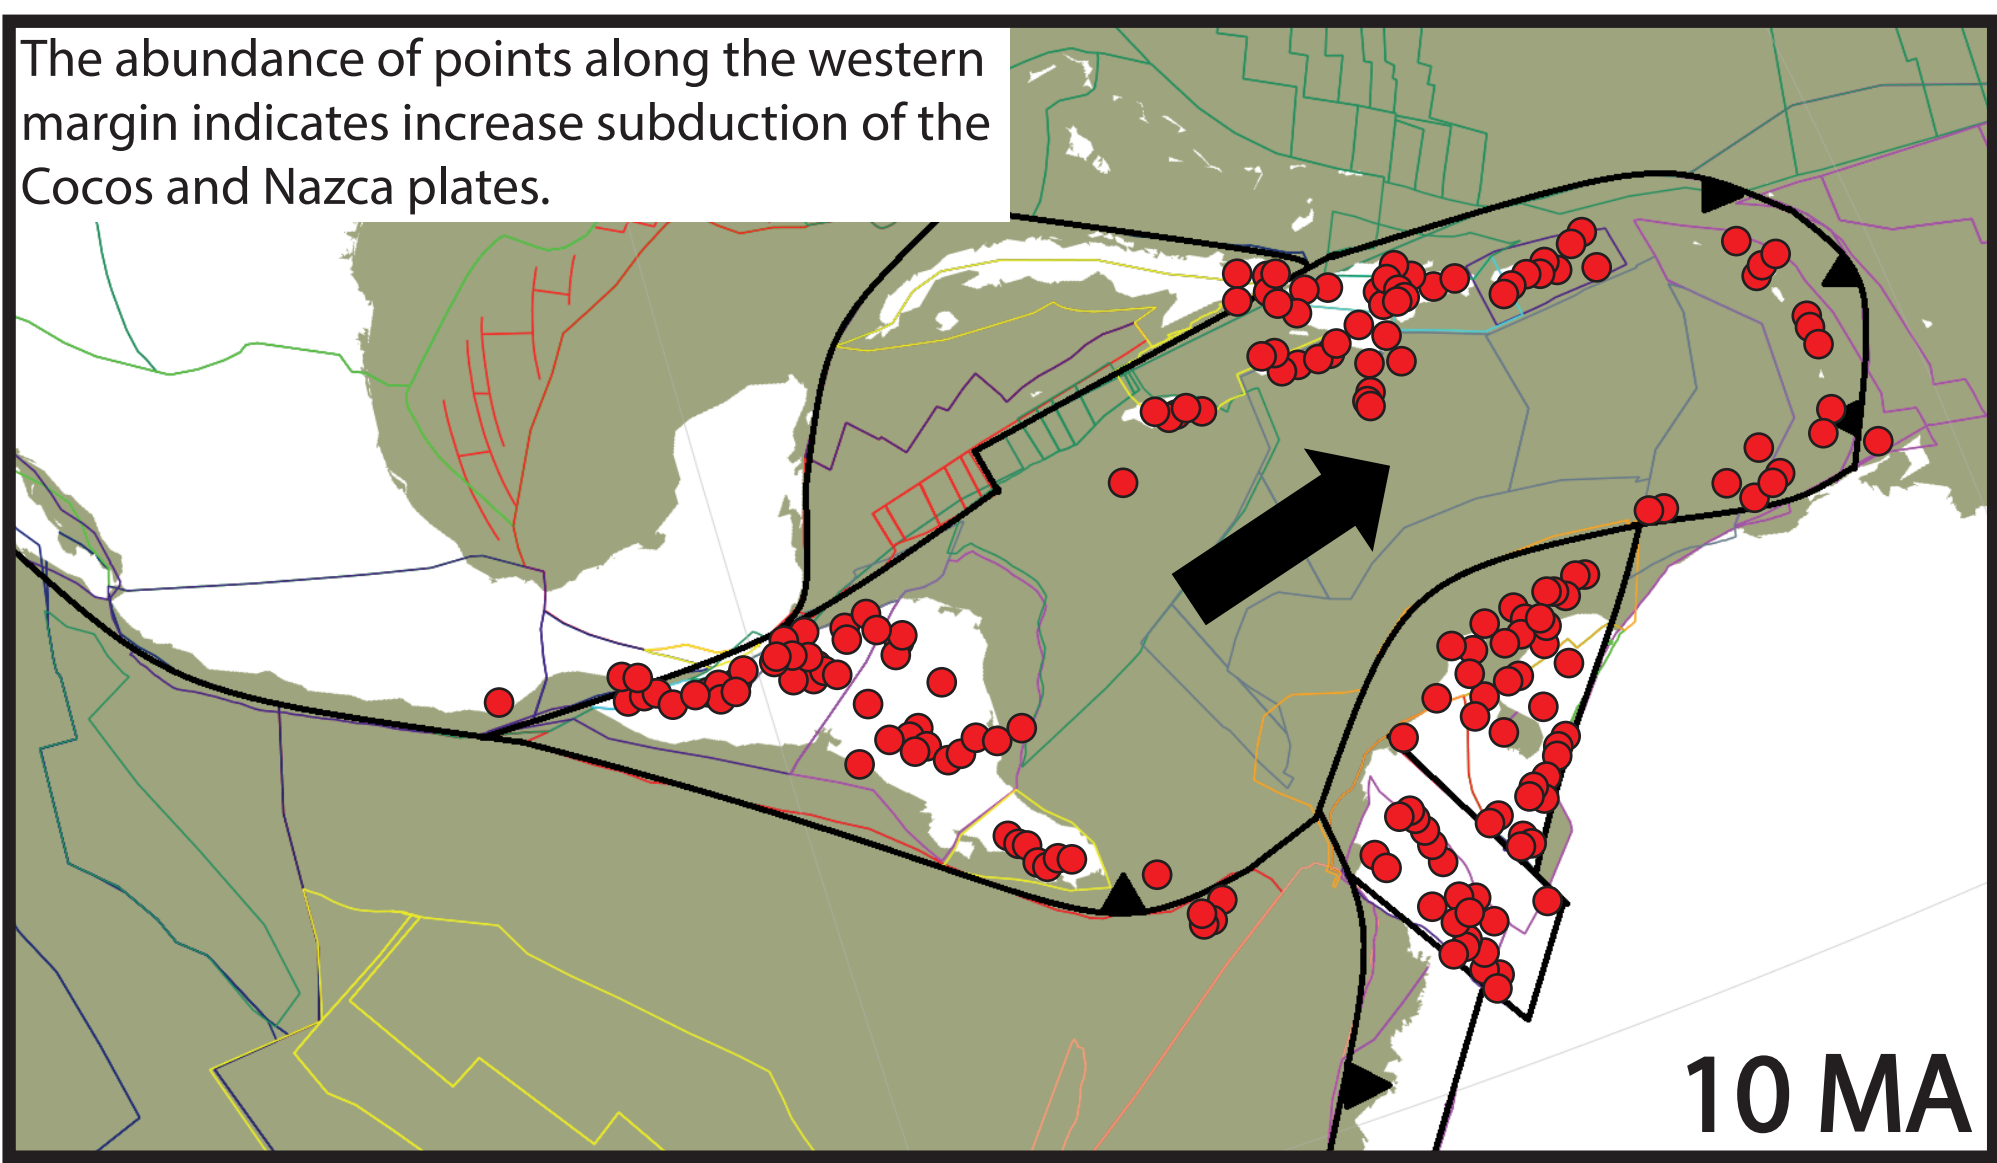 The abundance of points along the western
margin indicates increase subduction of the
Cocos and Nazca plates.
10 MA